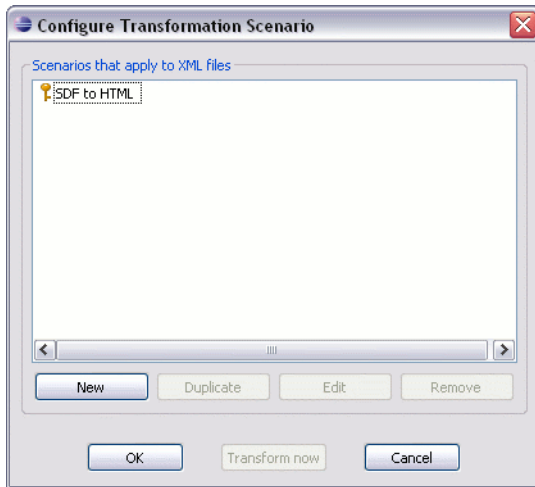 Configure Transformation Scenario
Scenarios that apply to XML files
SDF to HTML
New Duplicate Edit Remove
OK Transform now Cancel